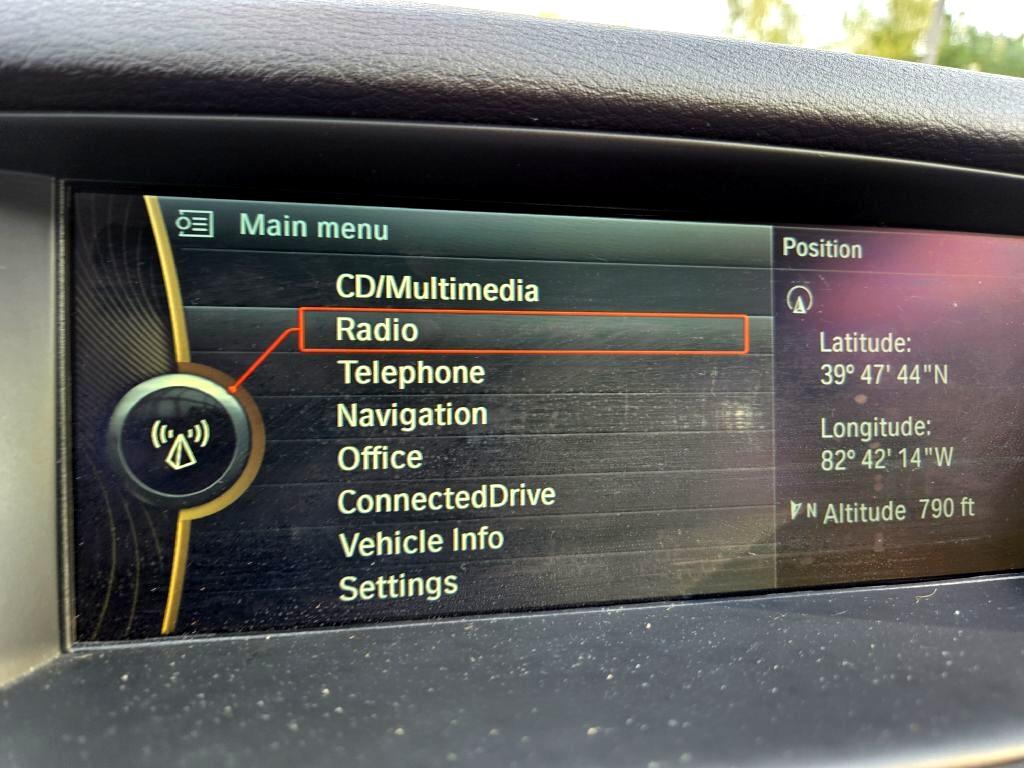 Main menu
CD/Multimedia
Radio
Telephone
Navigation
Office
ConnectedDrive
Vehicle Info
Settings
Position
Latitude:
39° 47' 44"N
Longitude:
82° 42' 14"W
N Altitude 790 ft